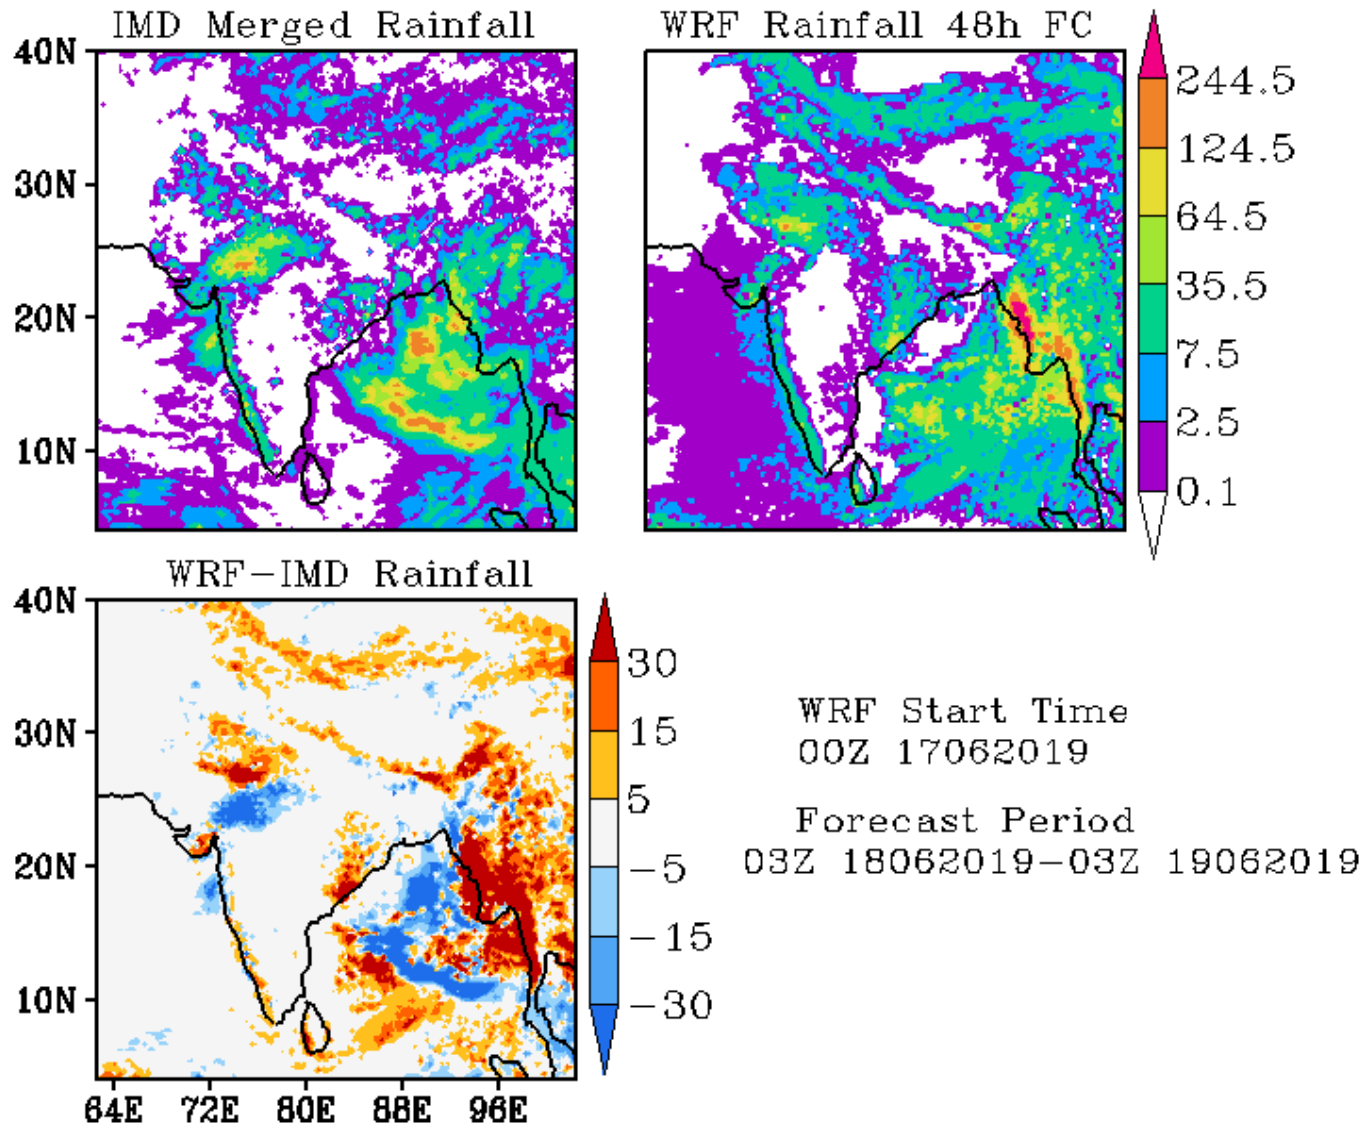 IMD Merged Rainfall
WRF Rainfall 48h FC
40N
30N
20N
10N
244.5
124.5
64.5
35.5
7.5
2.5
0.1
WRF-IMD Rainfall
40N
30N
20N
10N
64E 72E 80E 88E 96E
30
15
5
-5
-15
-30
WRF Start Time
00Z 17062019
Forecast Period
03Z 18062019-03Z 19062019